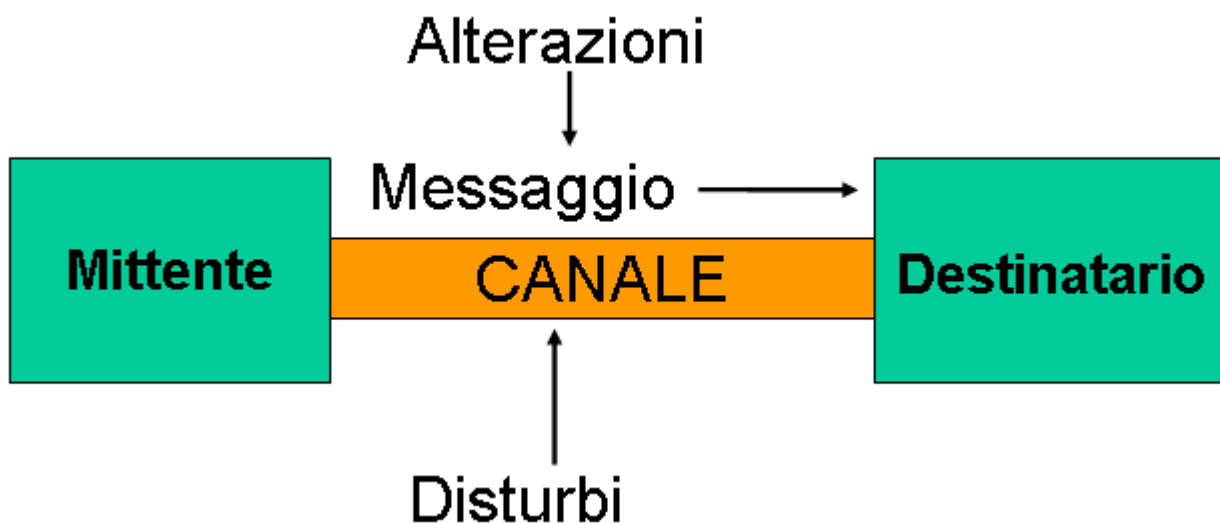 Alterazioni
Messaggio
Mittente
CANALE
Destinatario
Disturbi